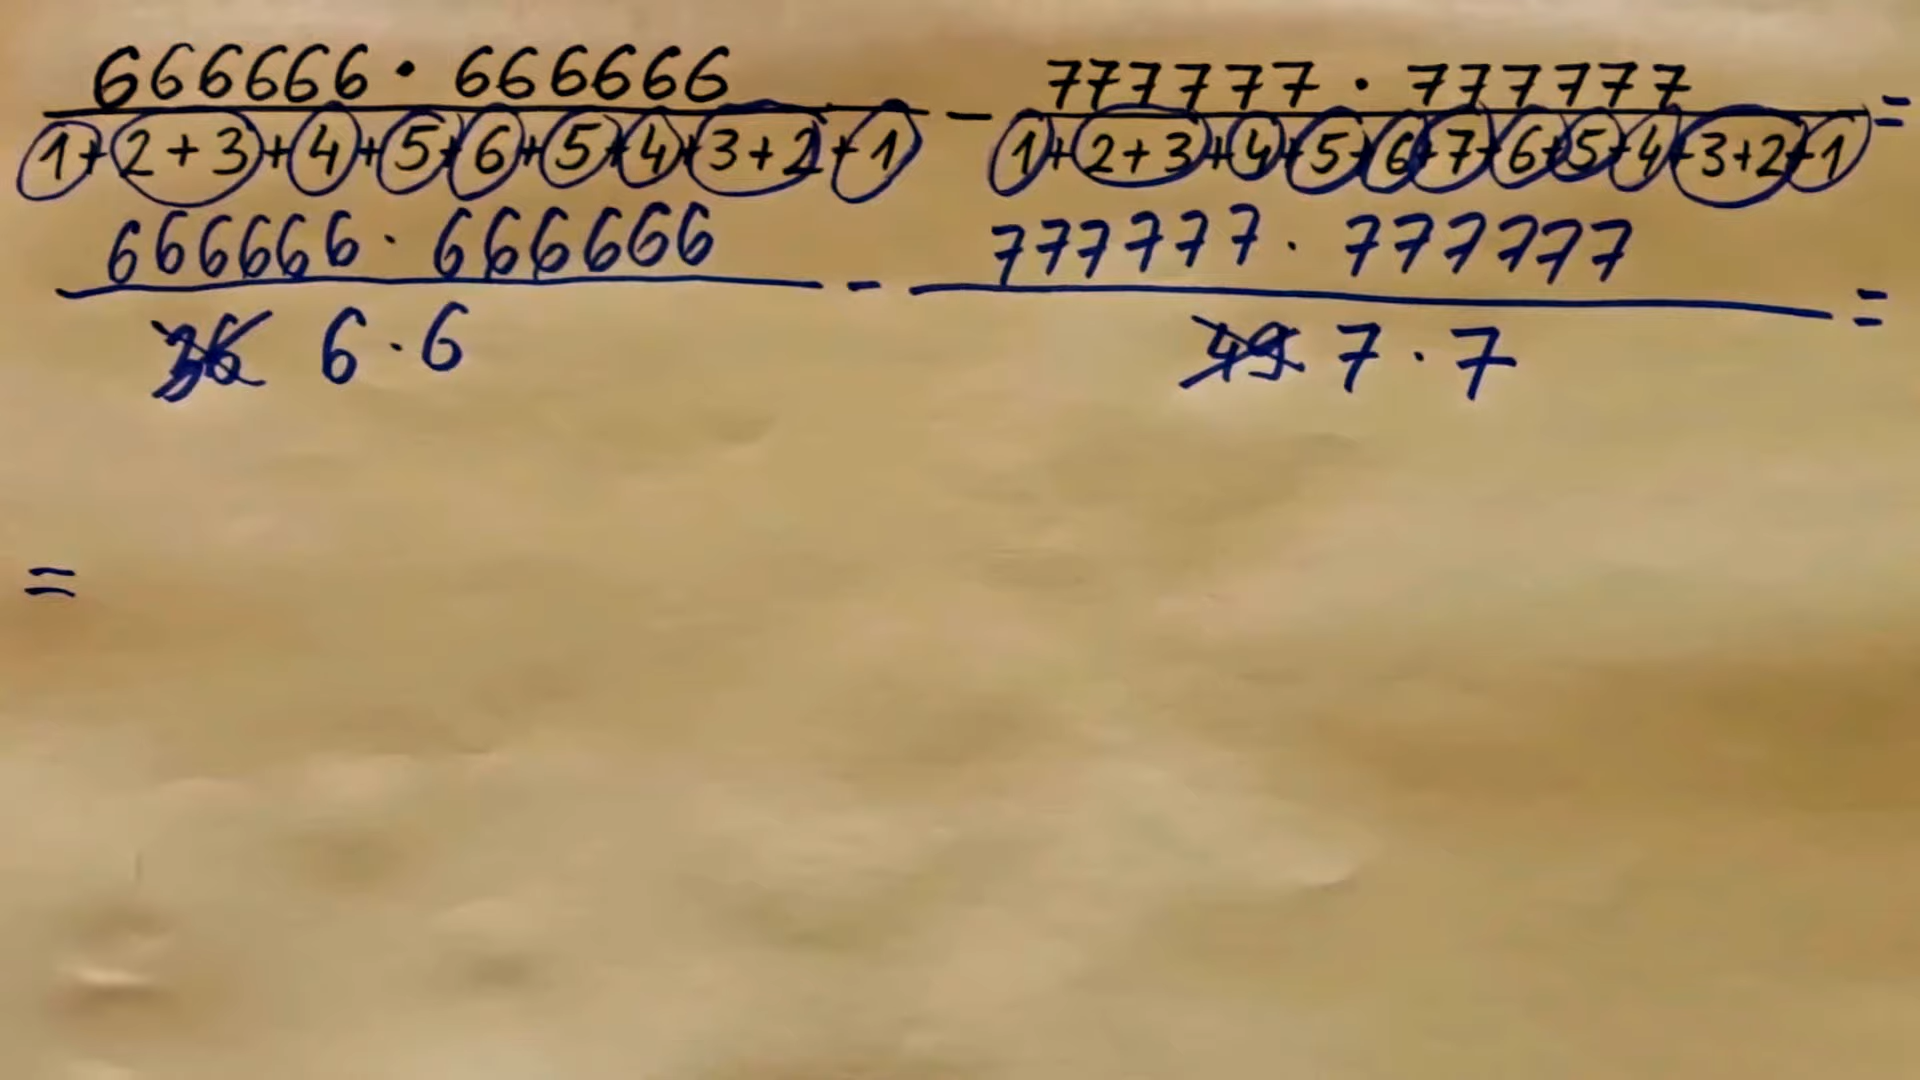 666666 · 666666 — 777777 · 777777 =
1+2+3+4+5+6+5+4+3+2+1 1+2+3+4+5+6+7+6+5+4+3+2+1
666666 · 666666 - 777777 · 777777 =
36 6 · 6 49 7 · 7
=